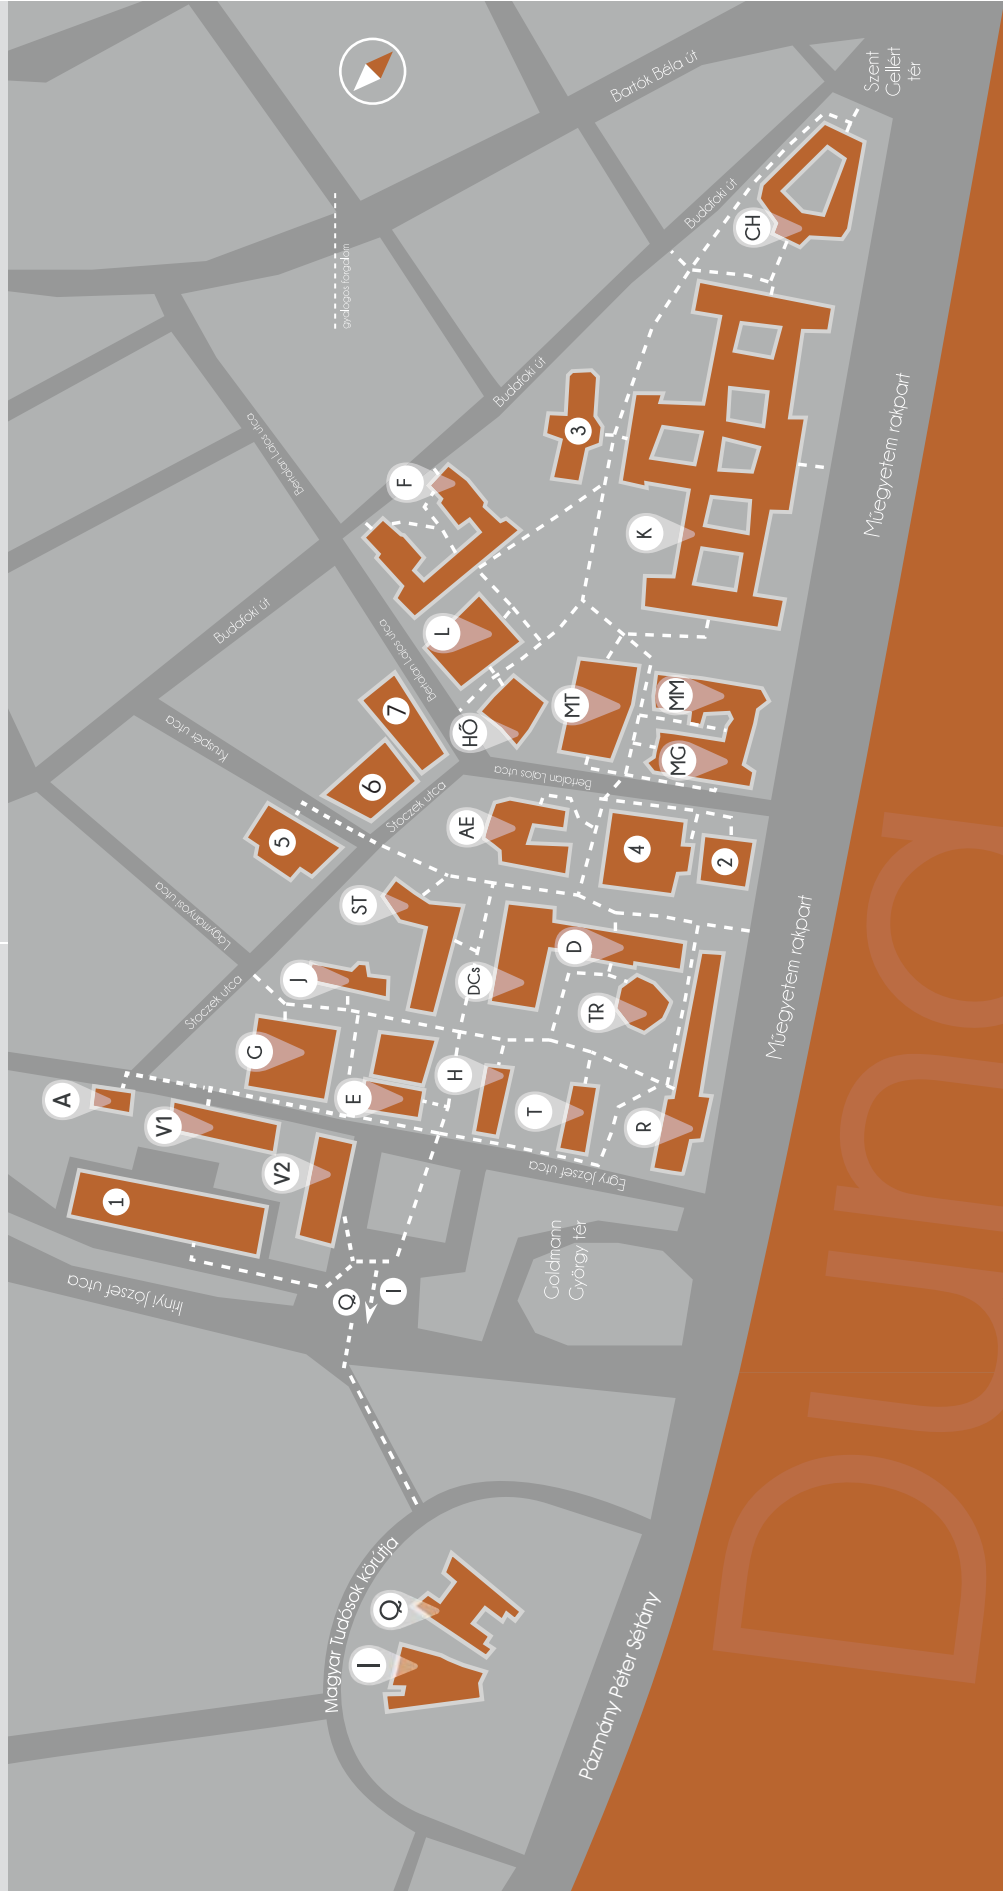 Szent
Gellért
tér
Bartók Béla út
Budafoki út
CH
gyalogos forgalom
Budafoki út
Bertalan Lajos utca
3
Műegyetem rakpart
F
K
L
Budafoki út
Bertalan Lajos utca
7
HŐ
MT
MM
MG
Kruspér utca
6
Bertalan Lajos utca
Stoczek utca
5
AE
4
2
ST
Lágymányosi utca
D
J
DCs
TR
Stoczek utca
Műegyetem rakpart
G
H
E
A
V1
T
R
V2
1
Egry József utca
Goldmann
György tér
Irinyi József utca
Q
I
Magyar Tudósok körútja
Q
I
Pázmány Péter Sétány
Duna